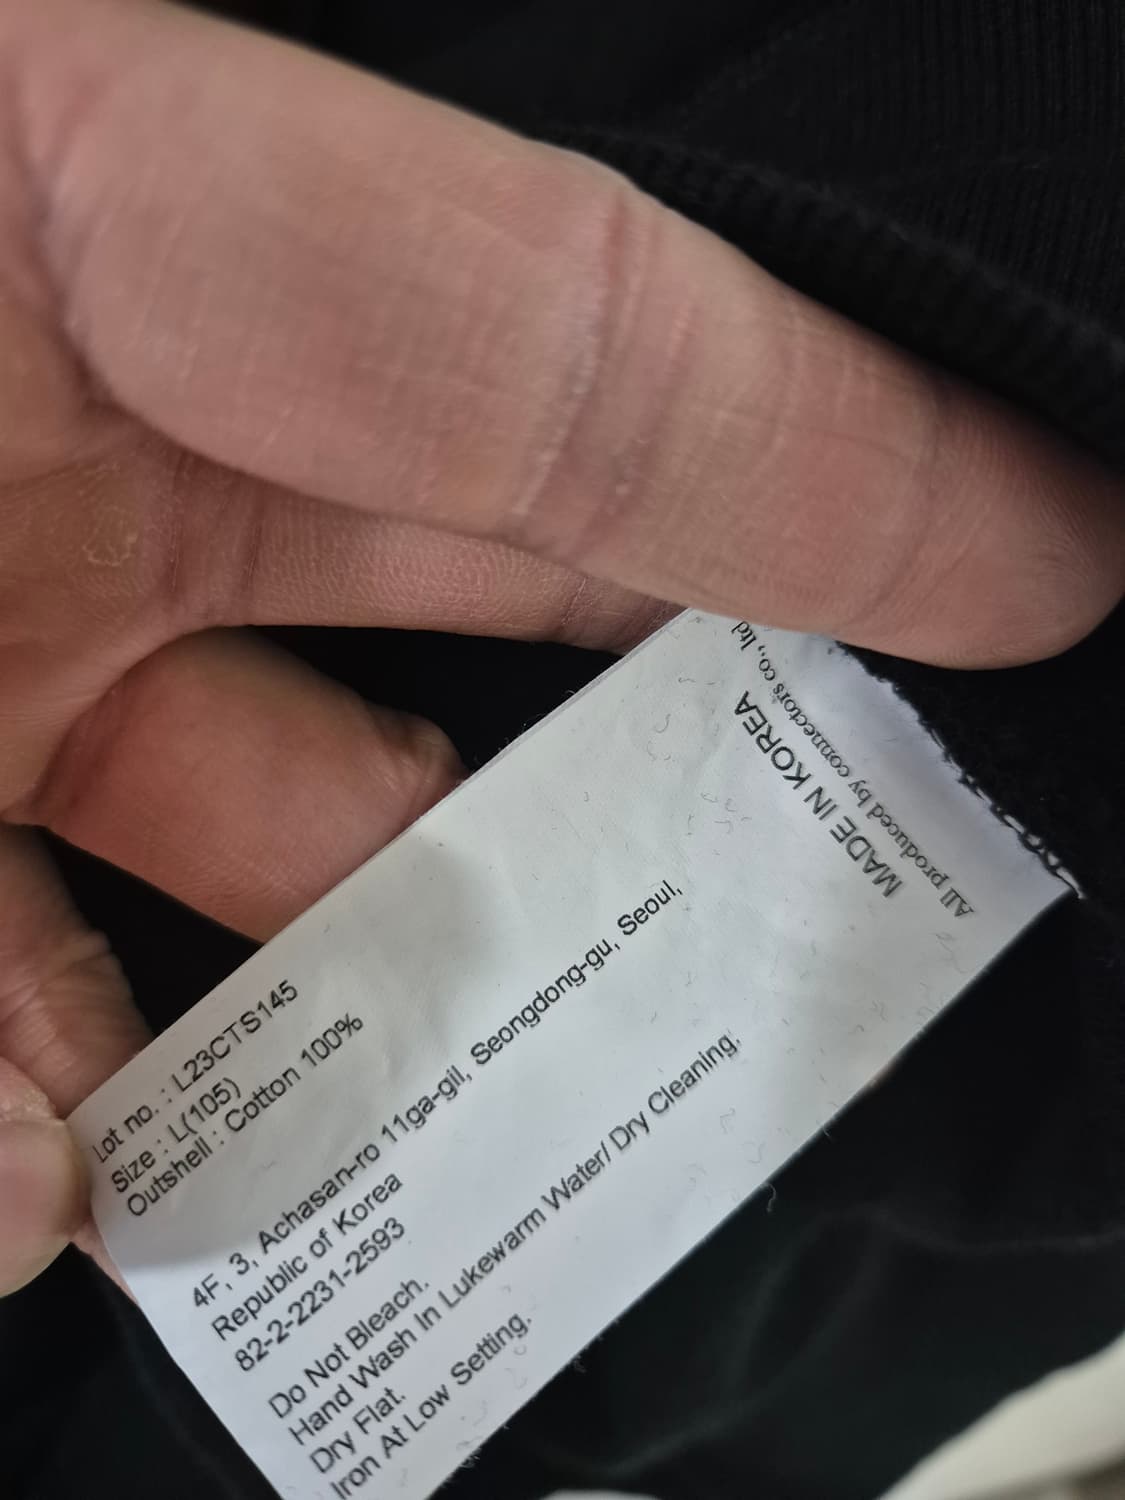 All produced by connectors co., ltd
MADE IN KOREA
Lot no. : L23CTS145
Size : L(105)
Outshell : Cotton 100%
4F, 3, Achasan-ro 11ga-gil, Seongdong-gu, Seoul,
Republic of Korea
82-2-2231-2593
Do Not Bleach.
Hand Wash In Lukewarm Water/ Dry Cleaning,
Dry Flat.
Iron At Low Setting.